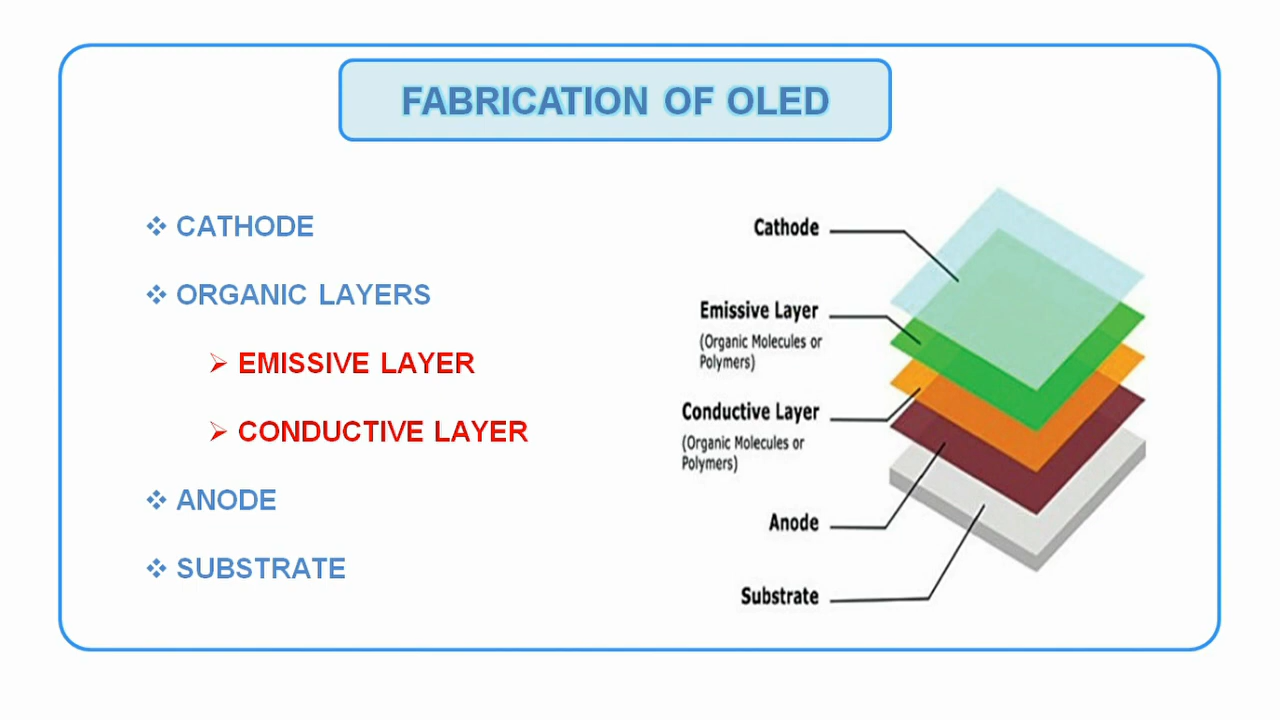 FABRICATION OF OLED
CATHODE
ORGANIC LAYERS
EMISSIVE LAYER
CONDUCTIVE LAYER
ANODE
SUBSTRATE
Cathode
Emissive Layer
(Organic Molecules or
Polymers)
Conductive Layer
(Organic Molecules or
Polymers)
Anode
Substrate